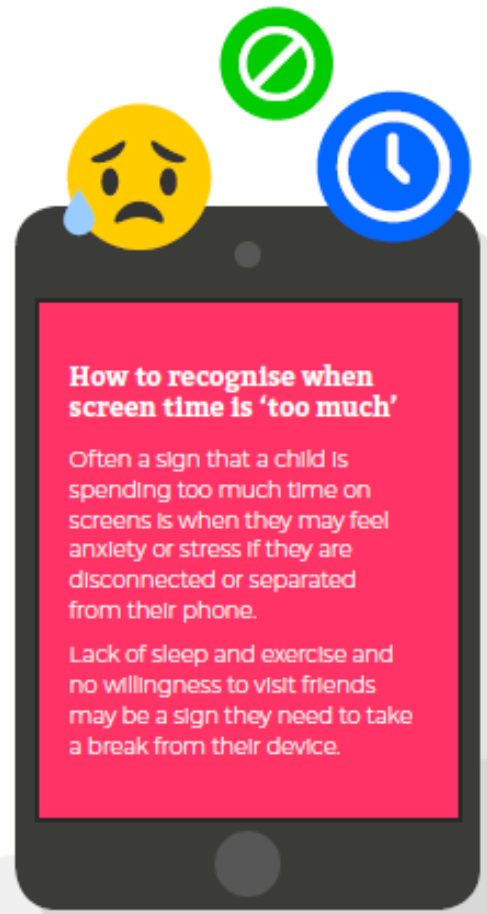 How to recognise when
screen time is ‘too much’
Often a sign that a child is
spending too much time on
screens is when they may feel
anxiety or stress if they are
disconnected or separated
from their phone.
Lack of sleep and exercise and
no willingness to visit friends
may be a sign they need to take
a break from their device.